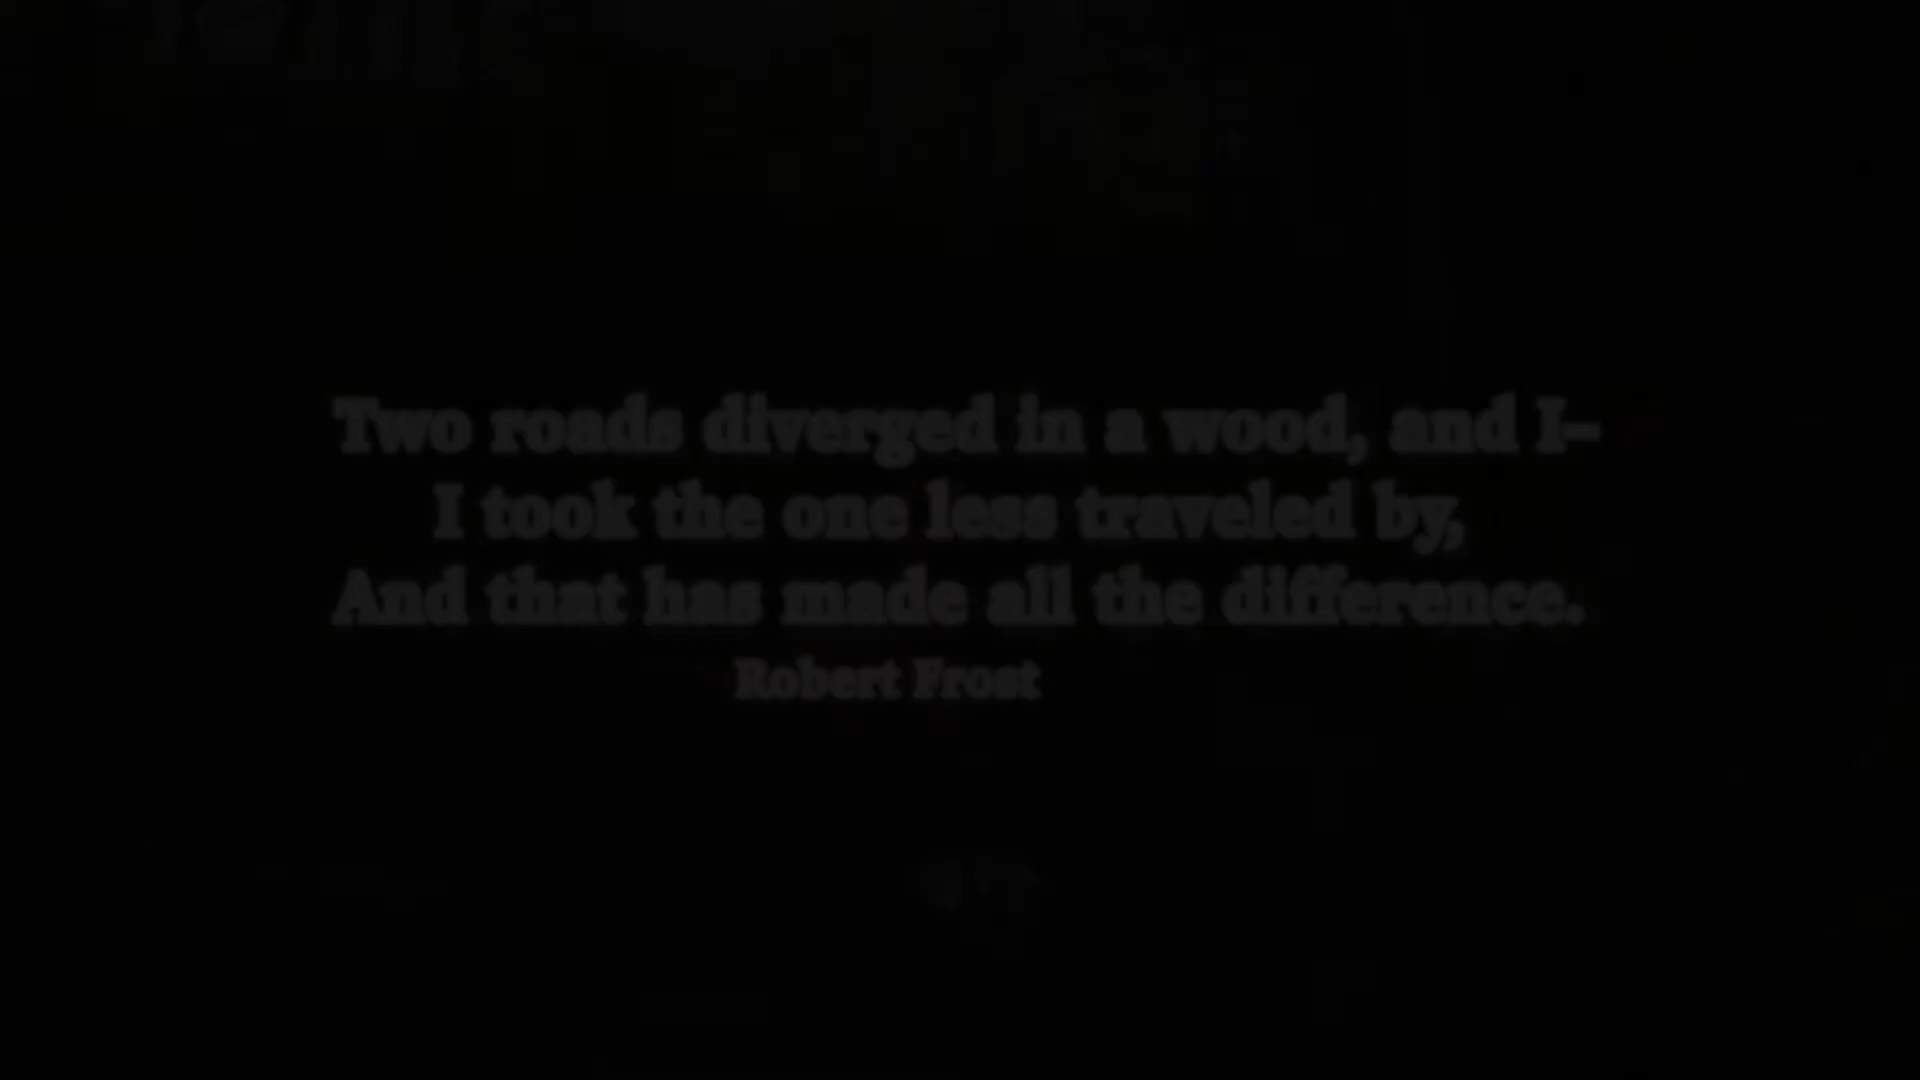 Two roads diverged in a wood, and I–
I took the one less traveled by,
And that has made all the difference.
Robert Frost